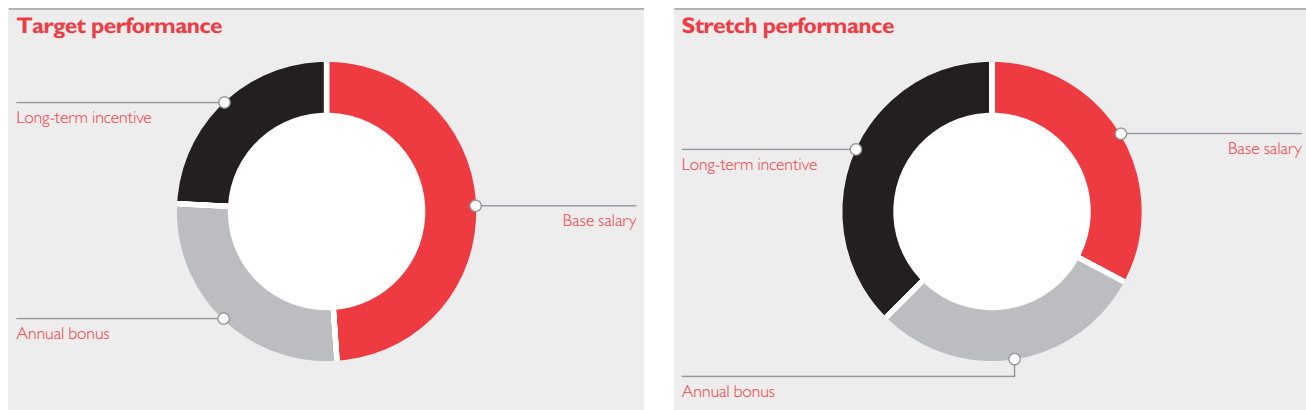 Target performance
Long-term incentive
Base salary
Annual bonus
Stretch performance
Long-term incentive
Base salary
Annual bonus